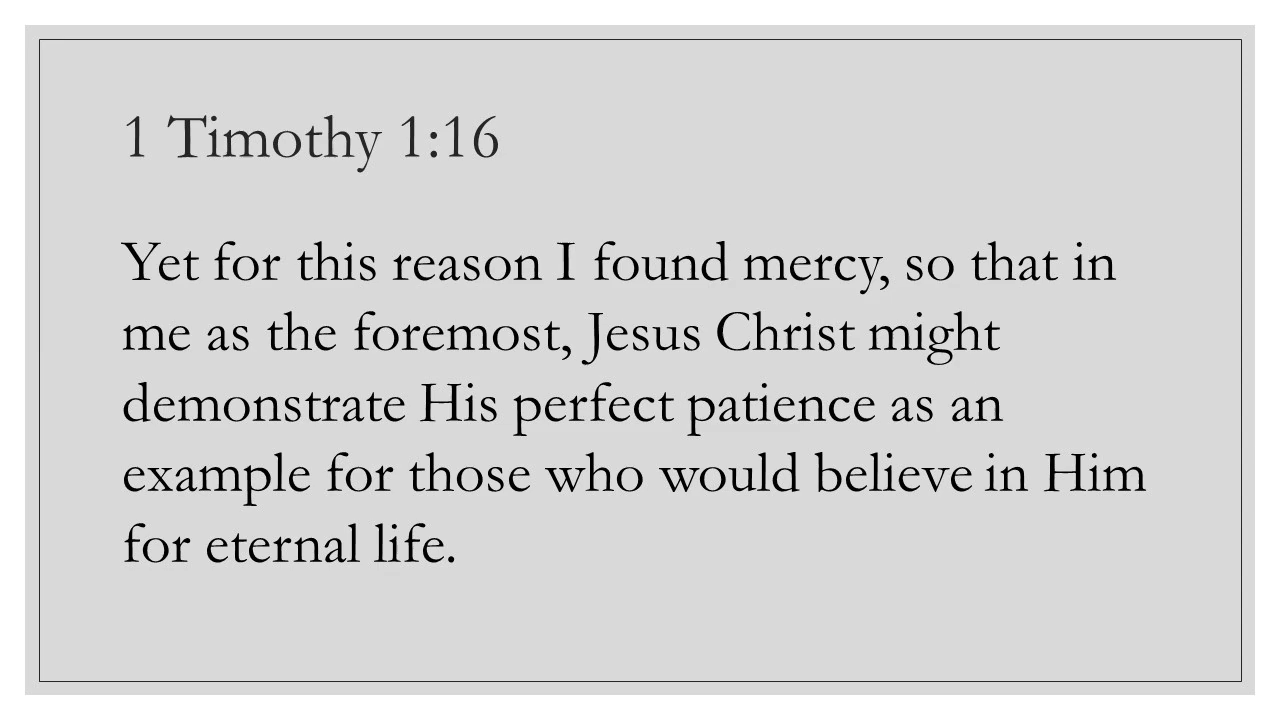 1 Timothy 1:16
Yet for this reason I found mercy, so that in
me as the foremost, Jesus Christ might
demonstrate His perfect patience as an
example for those who would believe in Him
for eternal life.